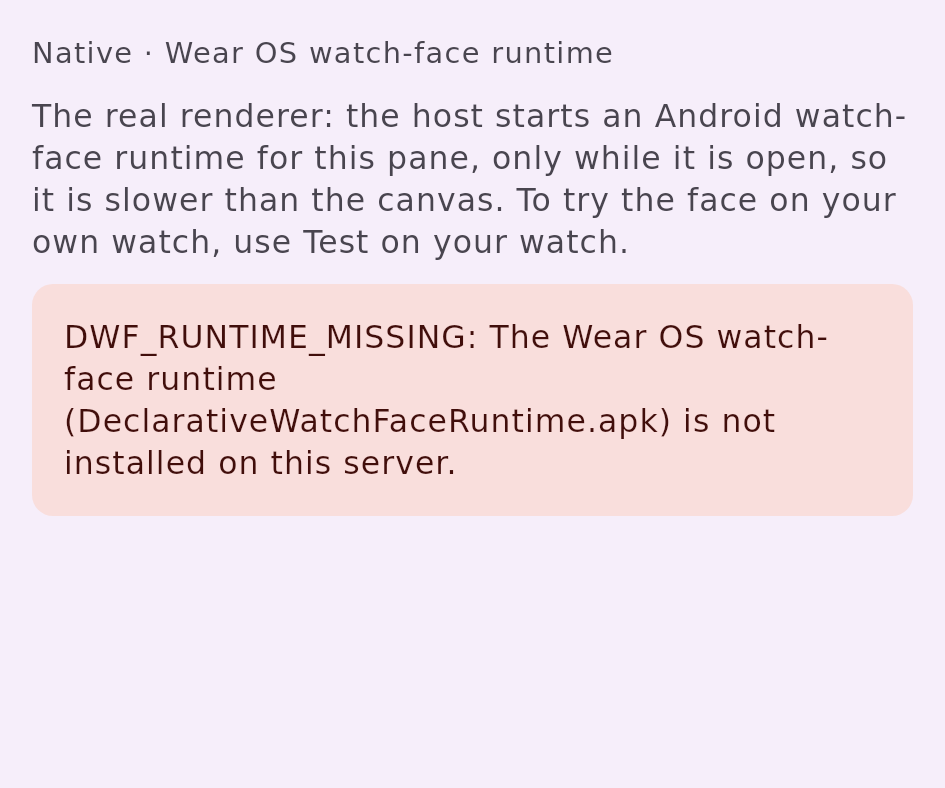 Native · Wear OS watch-face runtime
The real renderer: the host starts an Android watch-
face runtime for this pane, only while it is open, so
it is slower than the canvas. To try the face on your
own watch, use Test on your watch.
DWF_RUNTIME_MISSING: The Wear OS watch-
face runtime
(DeclarativeWatchFaceRuntime.apk) is not
installed on this server.